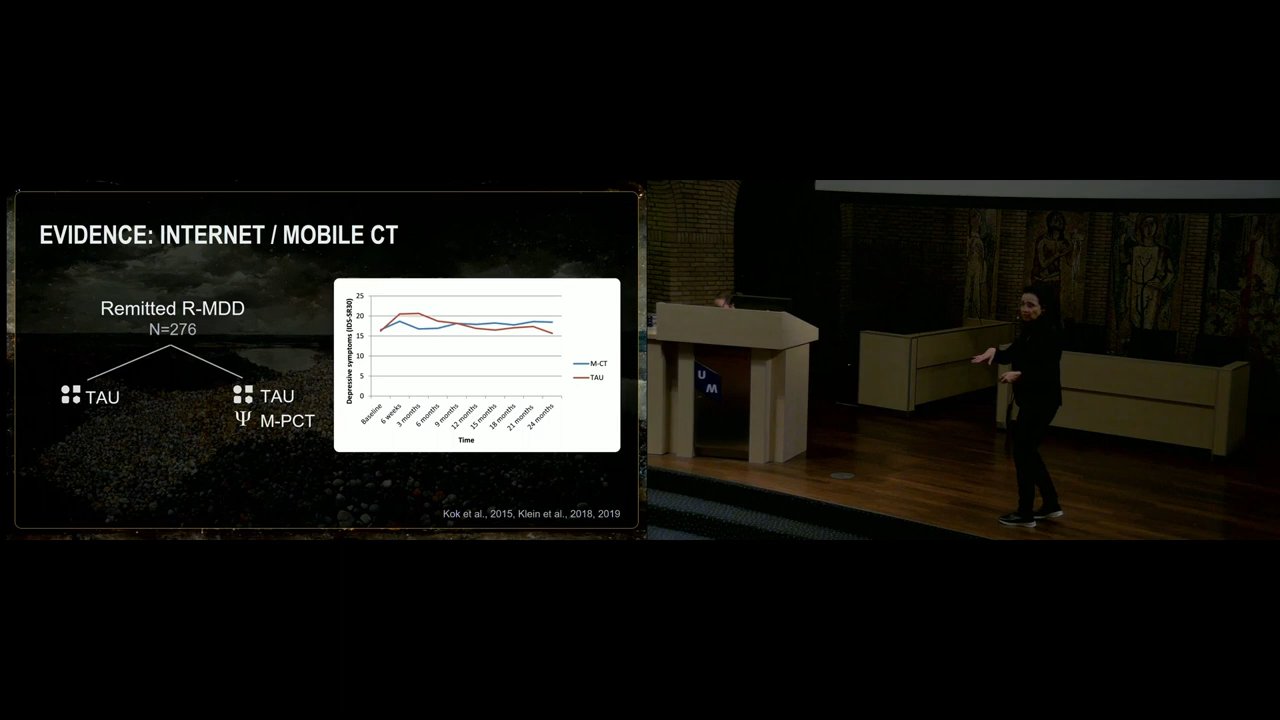 EVIDENCE: INTERNET / MOBILE CT
Remitted R-MDD
N=276
TAU
TAU
Ψ M-PCT
Depressive symptoms (IDS-SR30)
25
20
15
10
5
0
Baseline
6 weeks
3 months
6 months
9 months
12 months
15 months
18 months
21 months
24 months
Time
M-CT
TAU
Kok et al., 2015, Klein et al., 2018, 2019
U
M